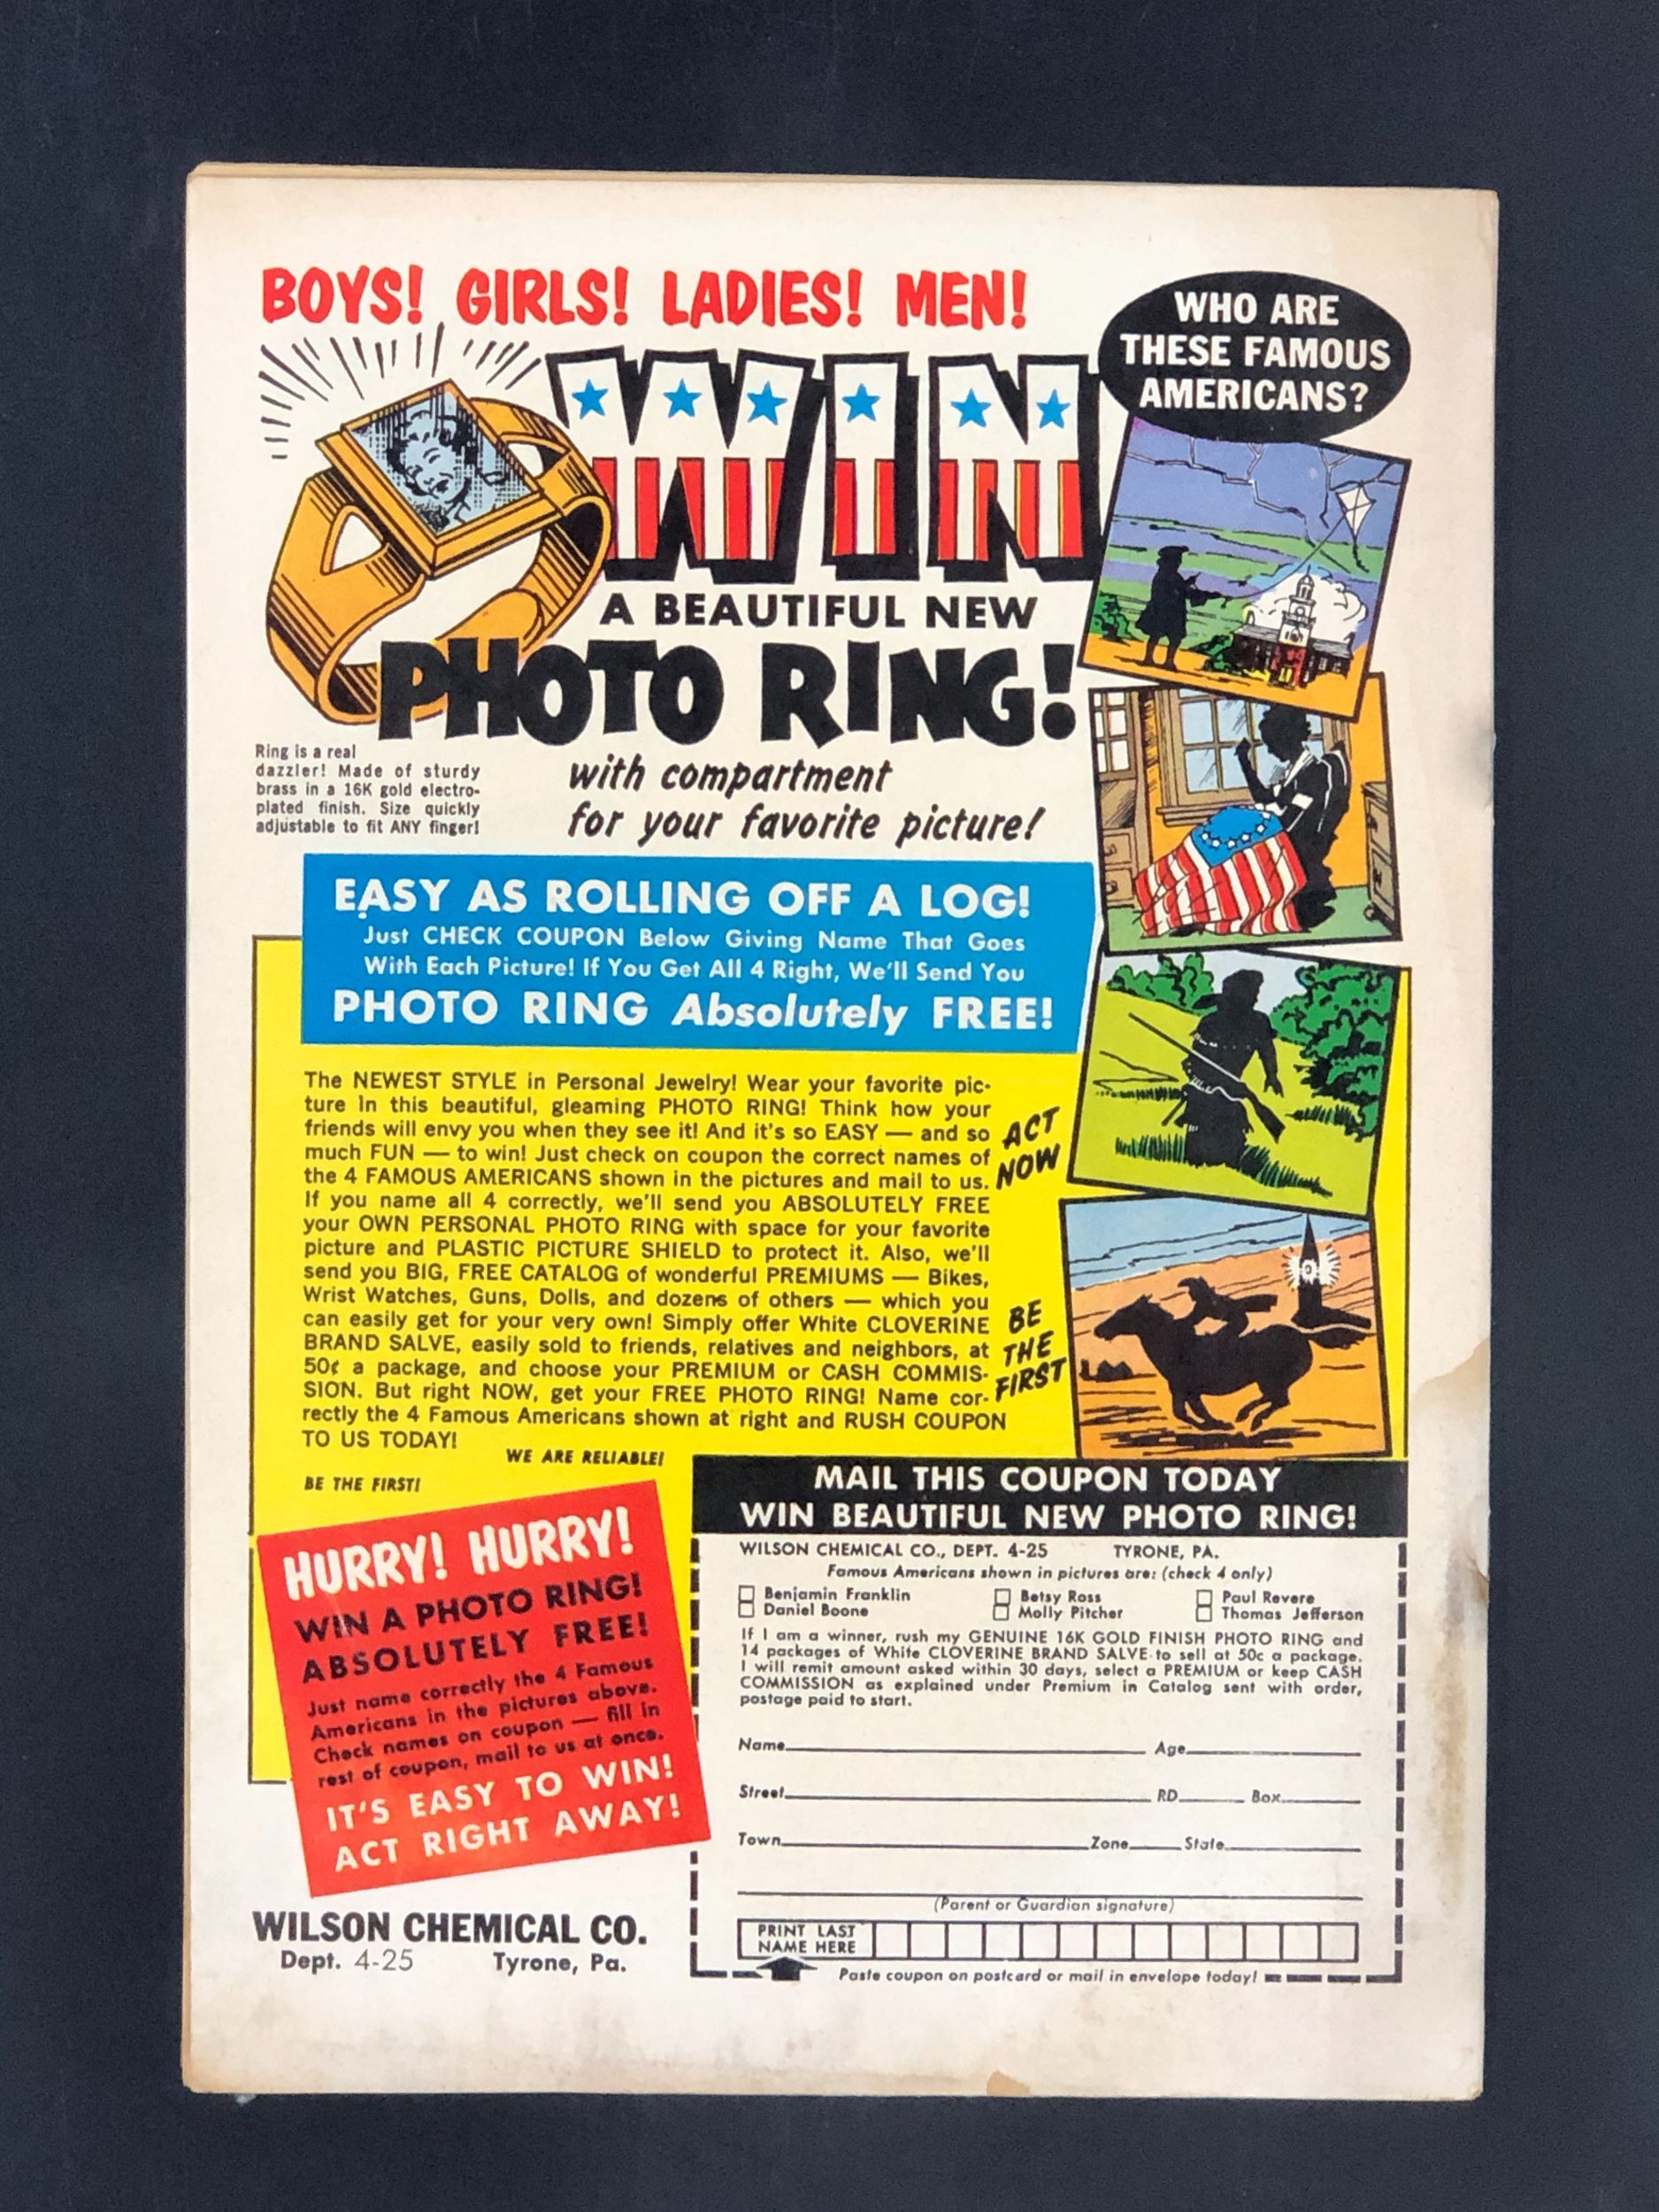 BOYS! GIRLS! LADIES! MEN!
WIN
A BEAUTIFUL NEW
PHOTO RING!
with compartment
for your favorite picture!
Ring is a real
dazzler! Made of sturdy
brass in a 16K gold electro-
plated finish. Size quickly
adjustable to fit ANY finger!
WHO ARE
THESE FAMOUS
AMERICANS?
EASY AS ROLLING OFF A LOG!
Just CHECK COUPON Below Giving Name That Goes
With Each Picture! If You Get All 4 Right, We'll Send You
PHOTO RING Absolutely FREE!
The NEWEST STYLE in Personal Jewelry! Wear your favorite pic-
ture in this beautiful, gleaming PHOTO RING! Think how your
friends will envy you when they see it! And it's so EASY — and so
much FUN — to win! Just check on coupon the correct names of
the 4 FAMOUS AMERICANS shown in the pictures and mail to us.
If you name all 4 correctly, we'll send you ABSOLUTELY FREE
your OWN PERSONAL PHOTO RING with space for your favorite
picture and PLASTIC PICTURE SHIELD to protect it. Also, we'll
send you BIG, FREE CATALOG of wonderful PREMIUMS — Bikes,
Wrist Watches, Guns, Dolls, and dozens of others — which you
can easily get for your very own! Simply offer White CLOVERINE
BRAND SALVE, easily sold to friends, relatives and neighbors, at
50¢ a package, and choose your PREMIUM or CASH COMMIS-
SION. But right NOW, get your FREE PHOTO RING! Name cor-
rectly the 4 Famous Americans shown at right and RUSH COUPON
TO US TODAY!
WE ARE RELIABLE!
BE THE FIRST!
ACT
NOW
BE
THE
FIRST
HURRY! HURRY!
WIN A PHOTO RING!
ABSOLUTELY FREE!
Just name correctly the 4 Famous
Americans in the pictures above.
Check names on coupon — fill in
rest of coupon, mail to us at once.
IT'S EASY TO WIN!
ACT RIGHT AWAY!
WILSON CHEMICAL CO.
Dept. 4-25 Tyrone, Pa.
MAIL THIS COUPON TODAY
WIN BEAUTIFUL NEW PHOTO RING!
WILSON CHEMICAL CO., DEPT. 4-25 TYRONE, PA.
Famous Americans shown in pictures are: (check 4 only)
Benjamin Franklin Betsy Ross Paul Revere
Daniel Boone Molly Pitcher Thomas Jefferson
If I am a winner, rush my GENUINE 16K GOLD FINISH PHOTO RING and
14 packages of White CLOVERINE BRAND SALVE to sell at 50c a package.
I will remit amount asked within 30 days, select a PREMIUM or keep CASH
COMMISSION as explained under Premium in Catalog sent with order,
postage paid to start.
Name Age
Street RD Box
Town Zone State
(Parent or Guardian signature)
PRINT LAST
NAME HERE
Paste coupon on postcard or mail in envelope today!